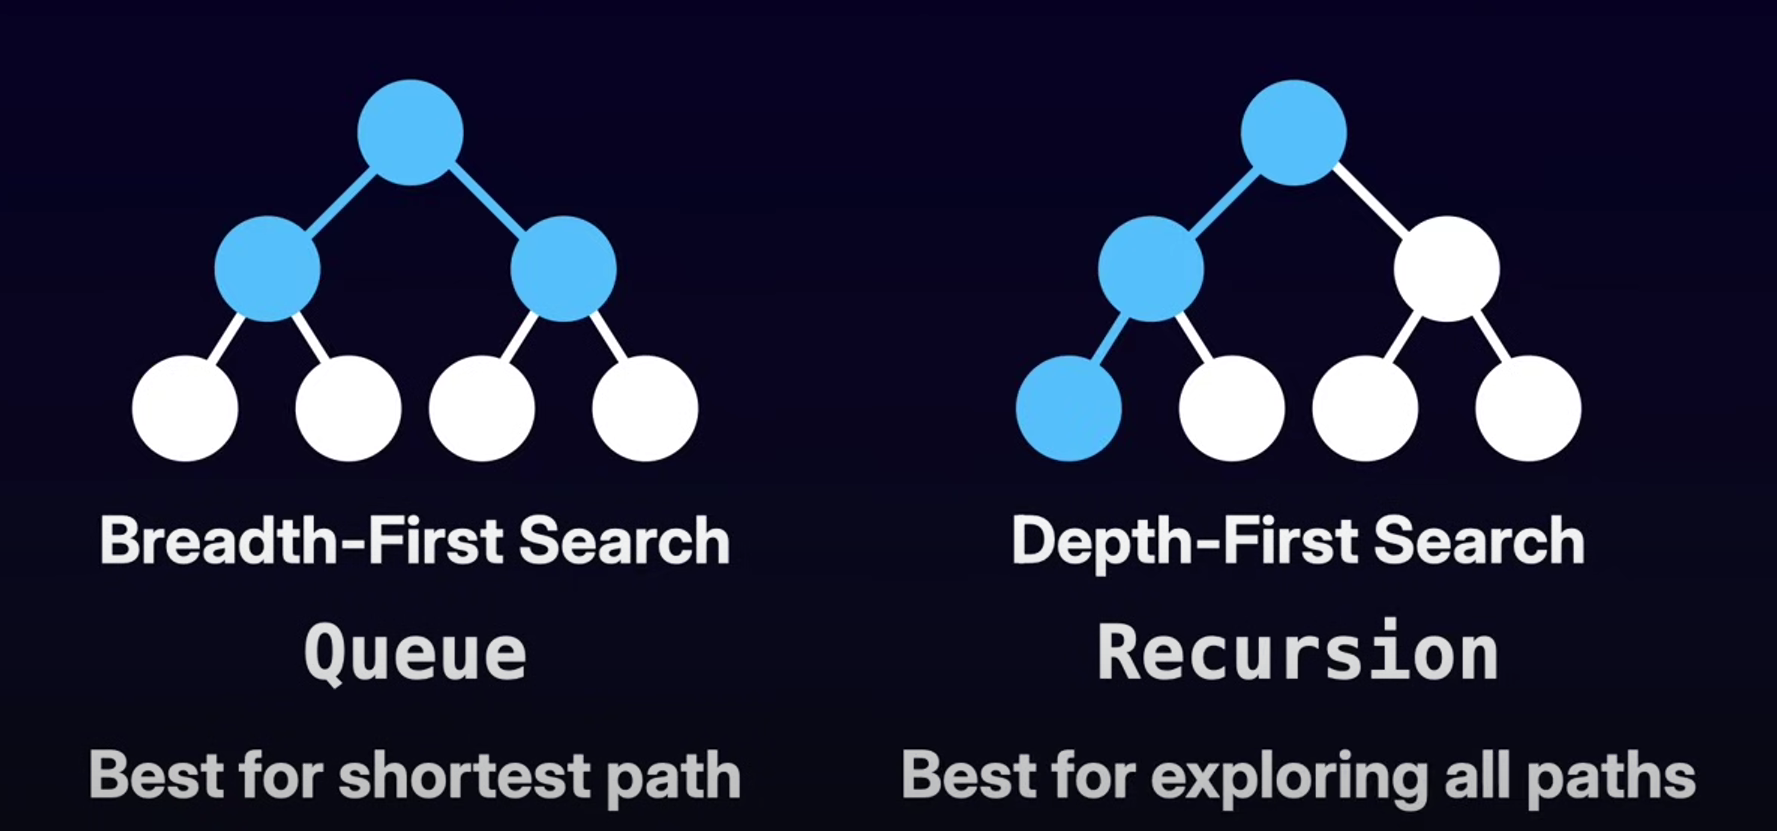 Breadth-First Search
Queue
Best for shortest path
Depth-First Search
Recursion
Best for exploring all paths